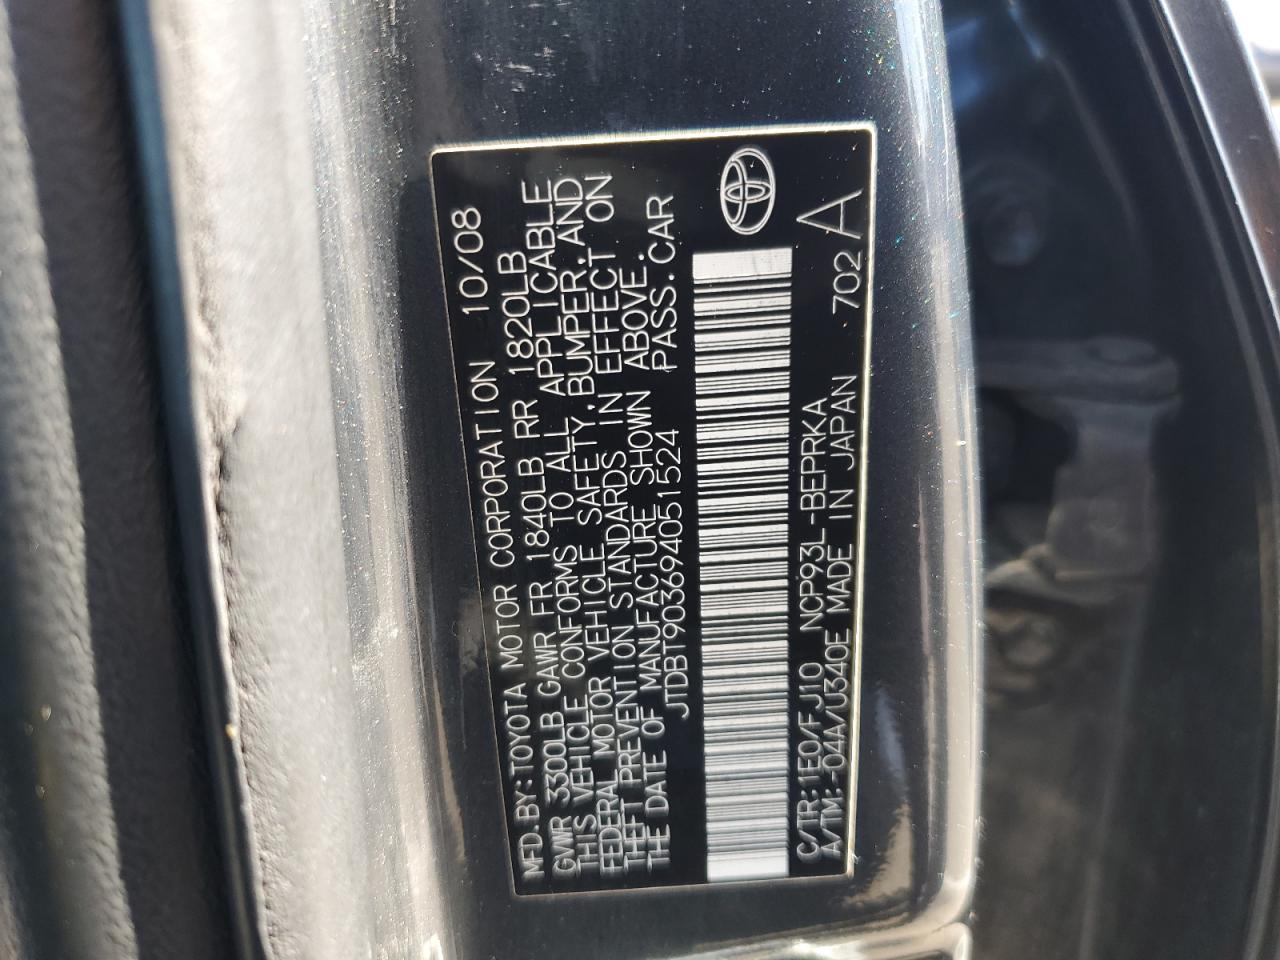 MFD.BY:TOYOTA MOTOR CORPORATION 10/08
GVWR 3300LB GAWR FR 1840LB RR 1820LB
THIS VEHICLE CONFORMS TO ALL APPLICABLE
FEDERAL MOTOR VEHICLE SAFETY,BUMPER,AND
THEFT PREVENTION STANDARDS IN EFFECT ON
THE DATE OF MANUFACTURE SHOWN ABOVE.
JTDBT903694051524 PASS.CAR
C/TR:1E0/FJ10 NCP93L-BEPRKA 702 A
A/TM:-04A/U340E MADE IN JAPAN